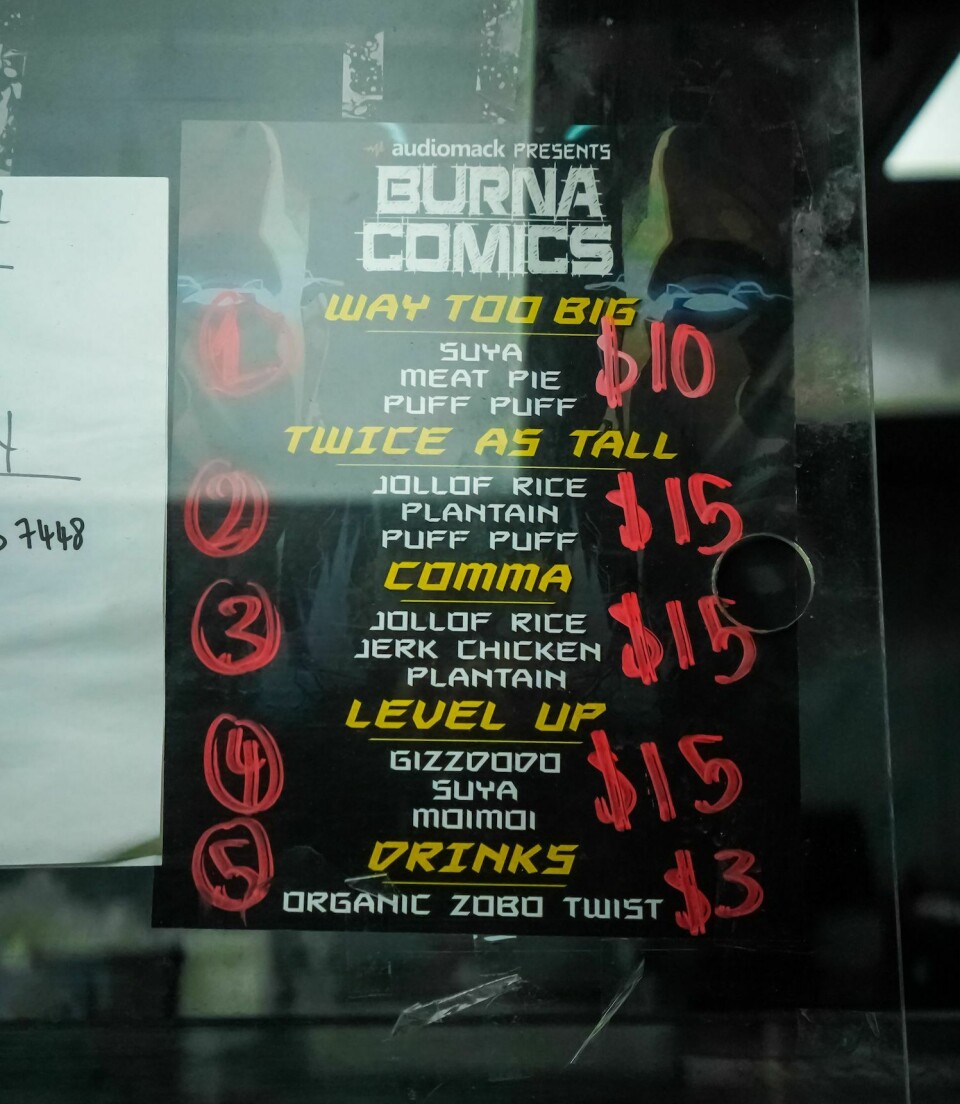 audiomack PRESENTS
BURNA
COMICS
WAY TOO BIG
1
$10
SUYA
MEAT PIE
PUFF PUFF
TWICE AS TALL
2
$15
JOLLOF RICE
PLANTAIN
PUFF PUFF
COMMA
3
$15
JOLLOF RICE
JERK CHICKEN
PLANTAIN
LEVEL UP
4
$15
GIZZDODO
SUYA
MOIMOI
DRINKS
5
$3
ORGANIC ZOBO TWIST
7448